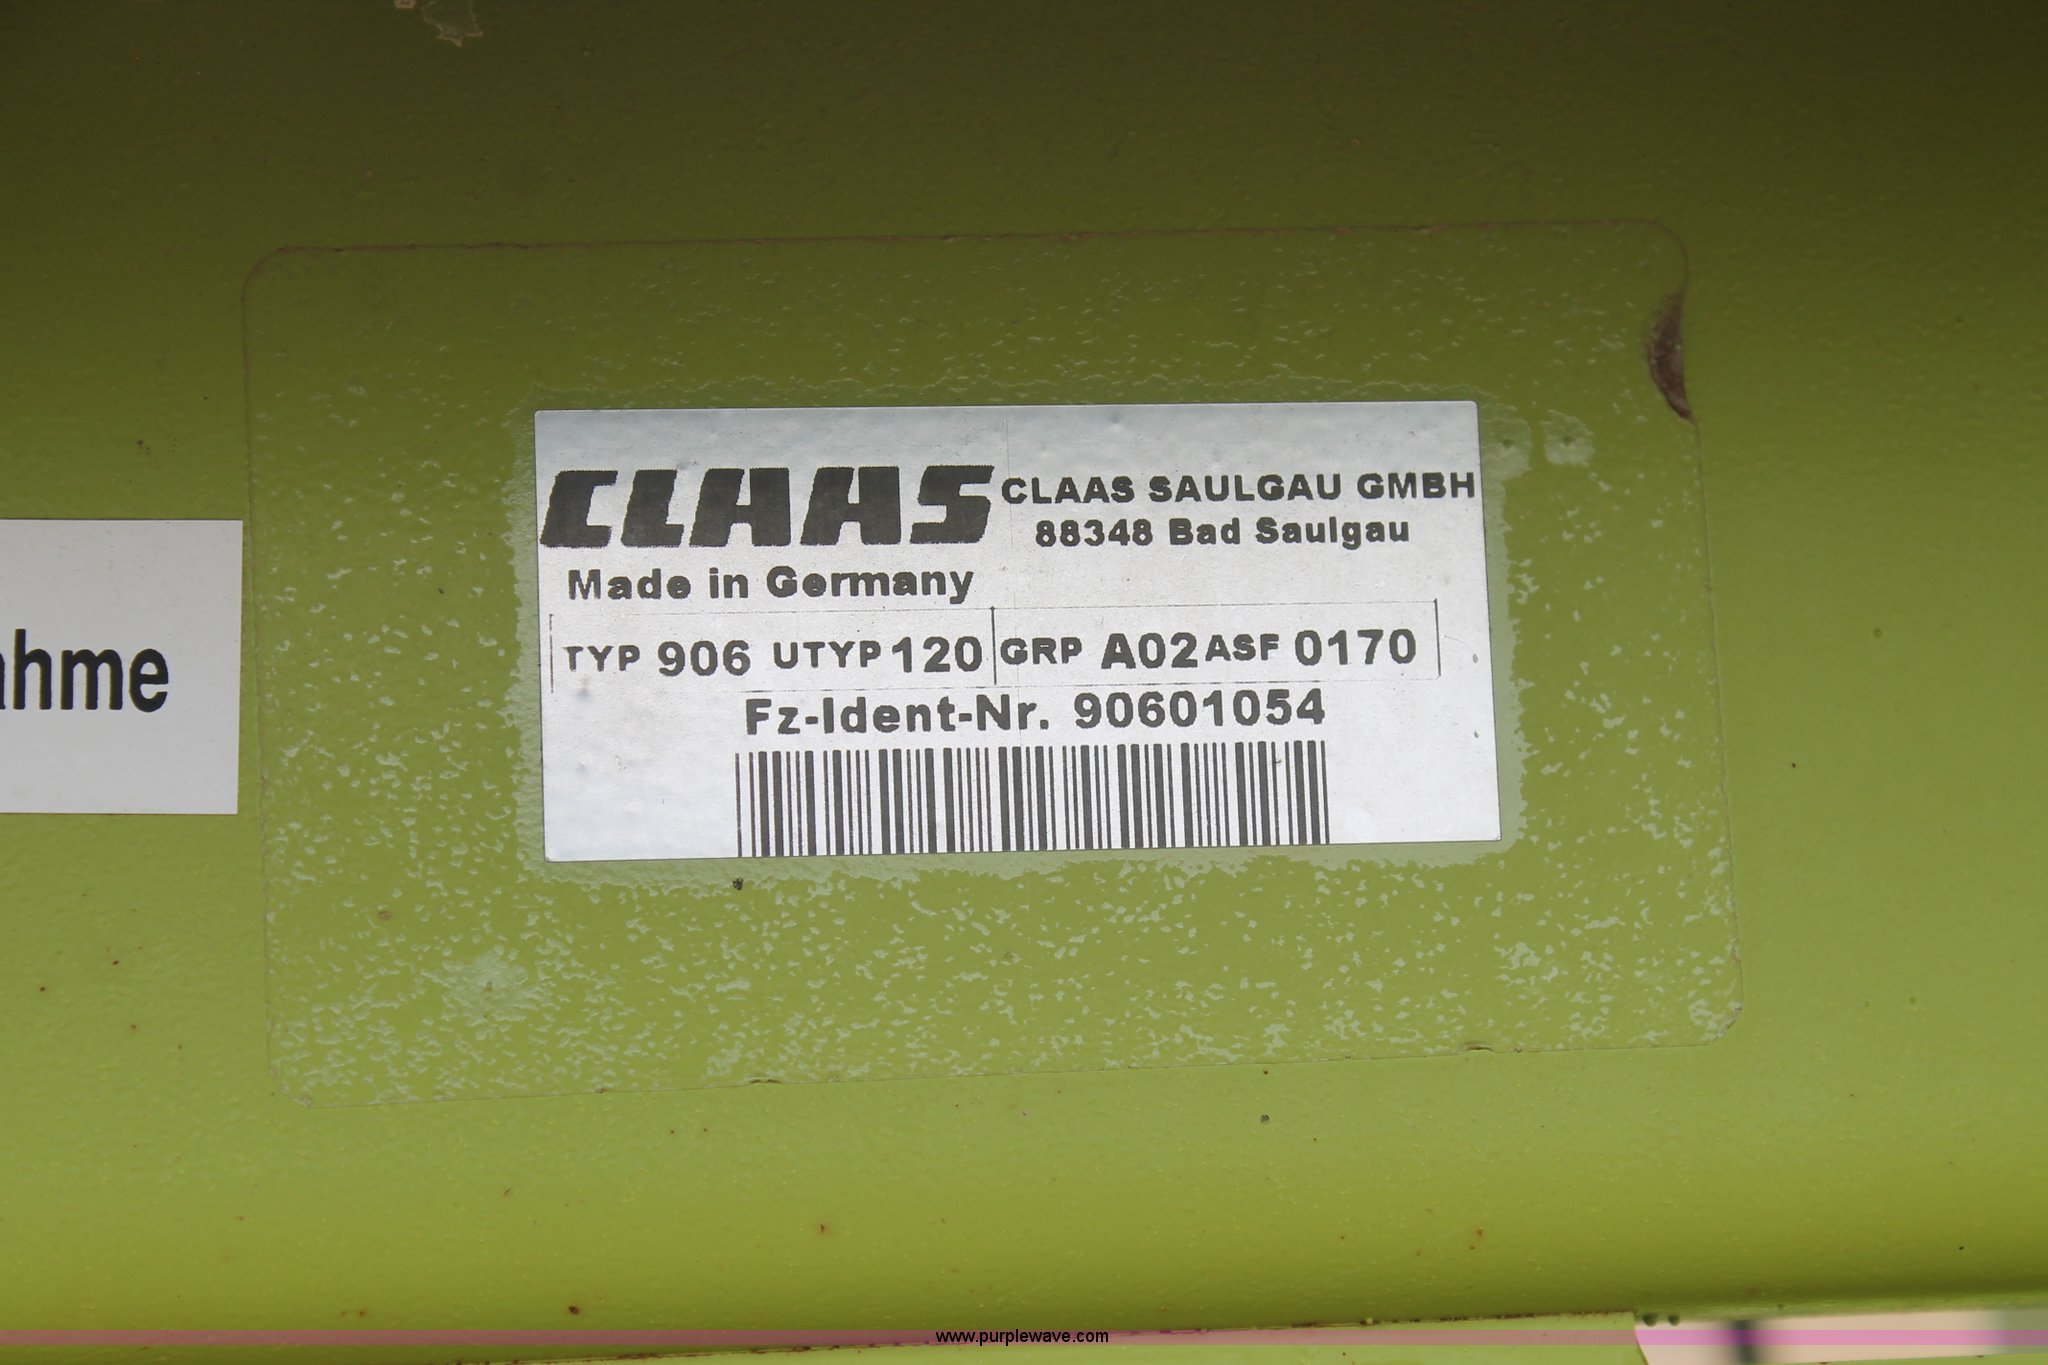 CLAAS CLAAS SAULGAU GMBH
88348 Bad Saulgau
Made in Germany
TYP 906 UTYP 120 GRP A02 ASF 0170
Fz-Ident-Nr. 90601054
ahme
www.purplewave.com